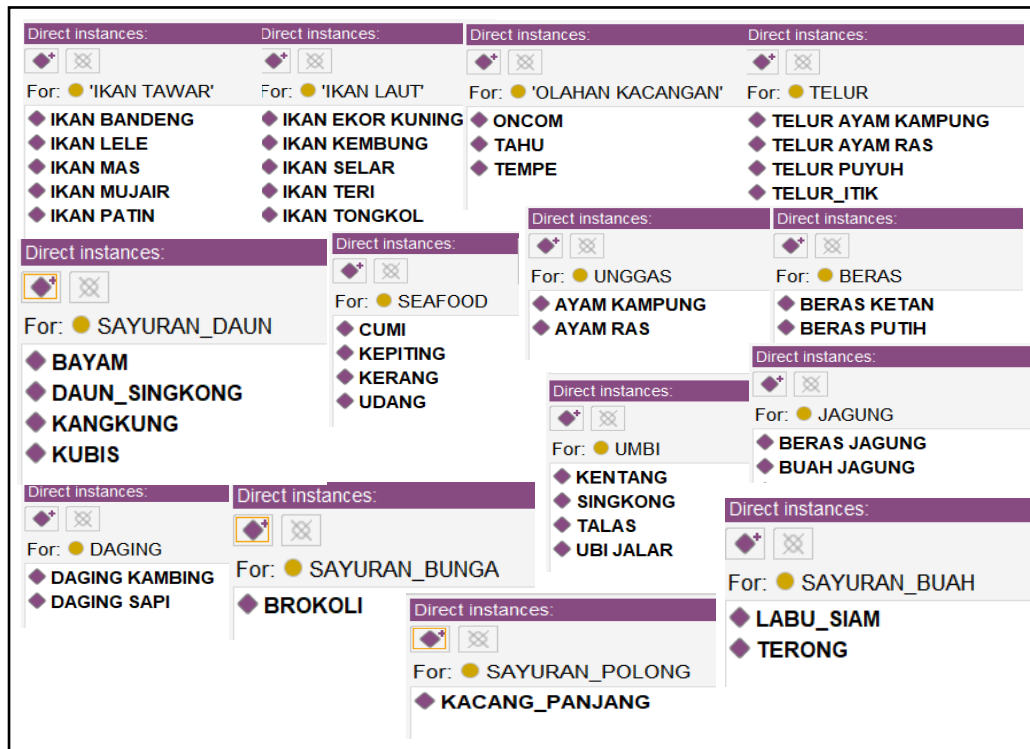 Direct instances:
For: 'IKAN TAWAR'
IKAN BANDENG
IKAN LELE
IKAN MAS
IKAN MUJAIR
IKAN PATIN
Direct instances:
For: 'IKAN LAUT'
IKAN EKOR KUNING
IKAN KEMBUNG
IKAN SELAR
IKAN TERI
IKAN TONGKOL
Direct instances:
For: 'OLAHAN KACANGAN'
ONCOM
TAHU
TEMPE
Direct instances:
For: TELUR
TELUR AYAM KAMPUNG
TELUR AYAM RAS
TELUR PUYUH
TELUR_ITIK
Direct instances:
For: SAYURAN_DAUN
BAYAM
DAUN_SINGKONG
KANGKUNG
KUBIS
Direct instances:
For: SEAFOOD
CUMI
KEPITING
KERANG
UDANG
Direct instances:
For: UNGGAS
AYAM KAMPUNG
AYAM RAS
Direct instances:
For: BERAS
BERAS KETAN
BERAS PUTIH
Direct instances:
For: UMBI
KENTANG
SINGKONG
TALAS
UBI JALAR
Direct instances:
For: JAGUNG
BERAS JAGUNG
BUAH JAGUNG
Direct instances:
For: DAGING
DAGING KAMBING
DAGING SAPI
Direct instances:
For: SAYURAN_BUNGA
BROKOLI
Direct instances:
For: SAYURAN_POLONG
KACANG_PANJANG
Direct instances:
For: SAYURAN_BUAH
LABU_SIAM
TERONG